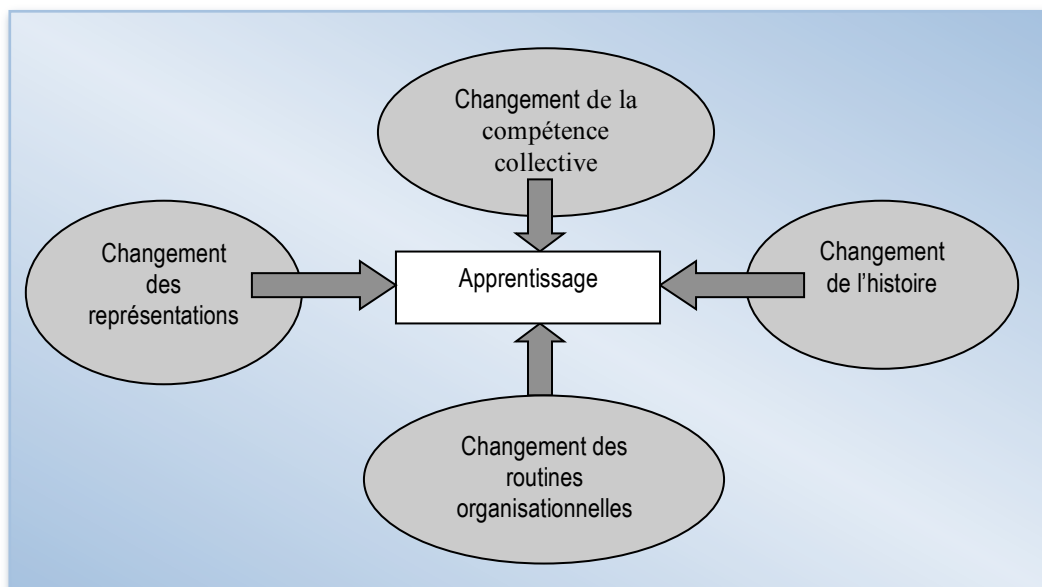 Changement de la
compétence
collective
Changement
des
représentations
Apprentissage
Changement
de l’histoire
Changement des
routines
organisationnelles